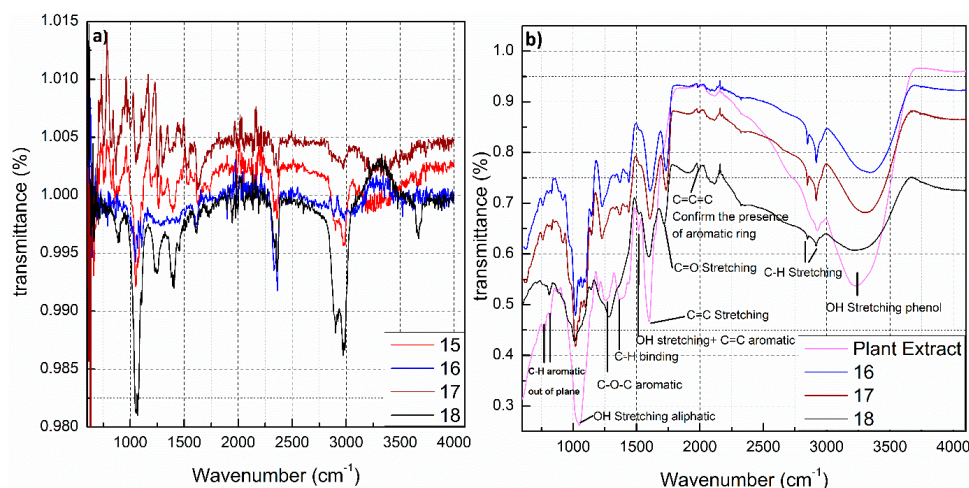 a)
transmittance (%)
1.015
1.010
1.005
1.000
0.995
0.990
0.985
0.980
1000 1500 2000 2500 3000 3500 4000
Wavenumber (cm⁻¹)
15
16
17
18
b)
transmittance (%)
1.0
0.9
0.8
0.7
0.6
0.5
0.4
0.3
1000 1500 2000 2500 3000 3500 4000
Wavenumber (cm⁻¹)
C=C=C
Confirm the presence
of aromatic ring
C=O Stretching
C-H Stretching
OH Stretching phenol
C=C Stretching
OH stretching+ C=C aromatic
C-H binding
C-H aromatic
out of plane
C-O-C aromatic
OH Stretching aliphatic
Plant Extract
16
17
18